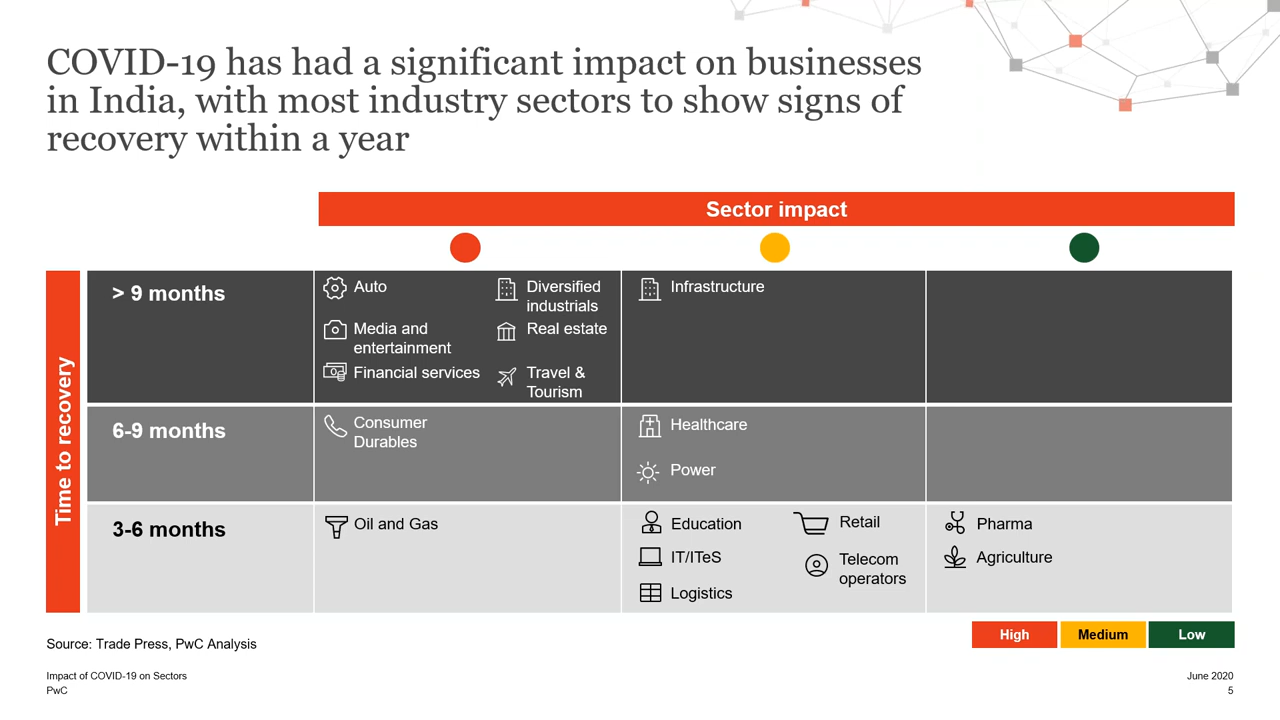 COVID-19 has had a significant impact on businesses
in India, with most industry sectors to show signs of
recovery within a year
Sector impact
Time to recovery
> 9 months
Auto
Diversified
industrials
Media and
entertainment
Real estate
Financial services
Travel &
Tourism
Infrastructure
6-9 months
Consumer
Durables
Healthcare
Power
3-6 months
Oil and Gas
Education
Retail
IT/ITeS
Telecom
operators
Logistics
Pharma
Agriculture
High
Medium
Low
Source: Trade Press, PwC Analysis
Impact of COVID-19 on Sectors
PwC
June 2020
5